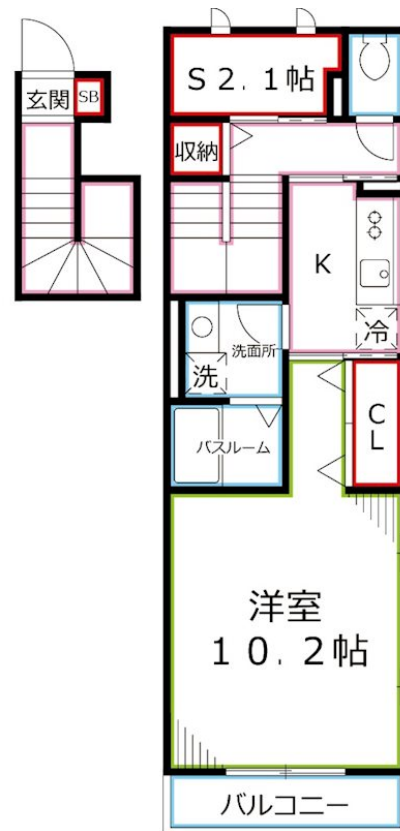 玄関
SB
S2.1帖
収納
K
冷
洗面所
洗
バスルーム
CL
洋室
10.2帖
バルコニー